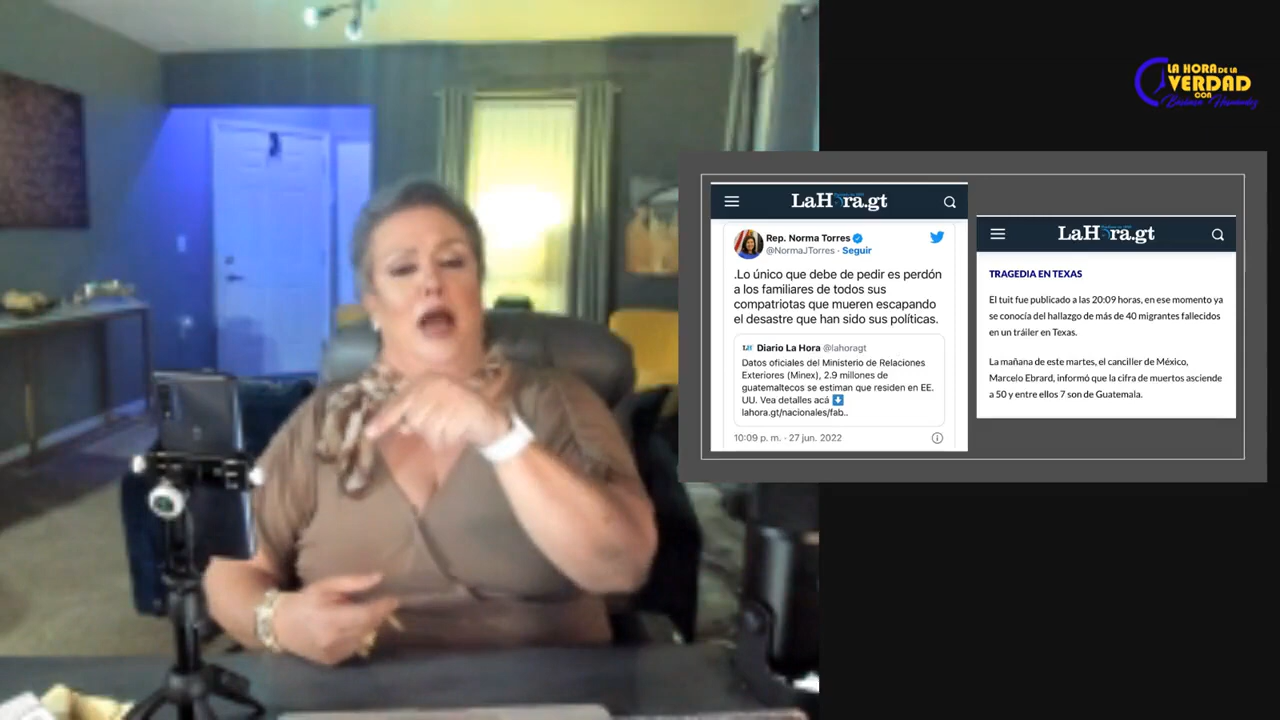 LA HORA DE LA
VERDAD
CON
LaHora.gt
Rep. Norma Torres
@NormaJTorres · Seguir
.Lo único que debe de pedir es perdón
a los familiares de todos sus
compatriotas que mueren escapando
el desastre que han sido sus políticas.
Diario La Hora @lahoragt
Datos oficiales del Ministerio de Relaciones
Exteriores (Minex), 2.9 millones de
guatemaltecos se estiman que residen en EE.
UU. Vea detalles acá ⬇
lahora.gt/nacionales/fab..
10:09 p. m. · 27 jun. 2022
LaHora.gt
TRAGEDIA EN TEXAS
El tuit fue publicado a las 20:09 horas, en ese momento ya
se conocía del hallazgo de más de 40 migrantes fallecidos
en un tráiler en Texas.
La mañana de este martes, el canciller de México,
Marcelo Ebrard, informó que la cifra de muertos asciende
a 50 y entre ellos 7 son de Guatemala.